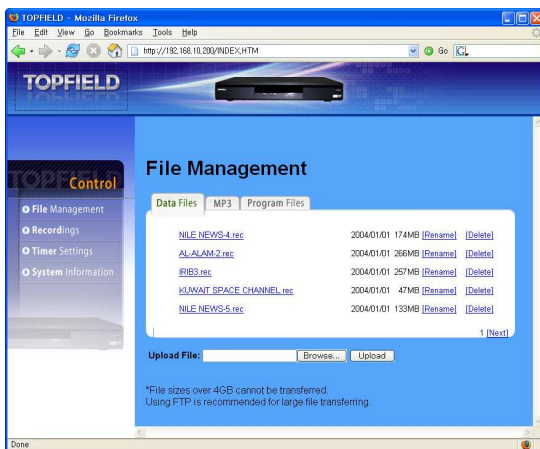 TOPFIELD - Mozilla Firefox
File Edit View Go Bookmarks Tools Help
http://192,168,10,200/INDEX.HTM Go
TOPFIELD
Control
File Management
Recordings
Timer Settings
System Information
File Management
Data Files MP3 Program Files
NILE NEWS-4.rec 2004/01/01 174MB [Rename] [Delete]
AL-ALAM-2.rec 2004/01/01 266MB [Rename] [Delete]
IRIB3.rec 2004/01/01 257MB [Rename] [Delete]
KUWAIT SPACE CHANNEL.rec 2004/01/01 47MB [Rename] [Delete]
NILE NEWS-5.rec 2004/01/01 133MB [Rename] [Delete]
1 [Next]
Upload File: Browse... Upload
*File sizes over 4GB cannot be transferred.
Using FTP is recommended for large file transferring.
Done